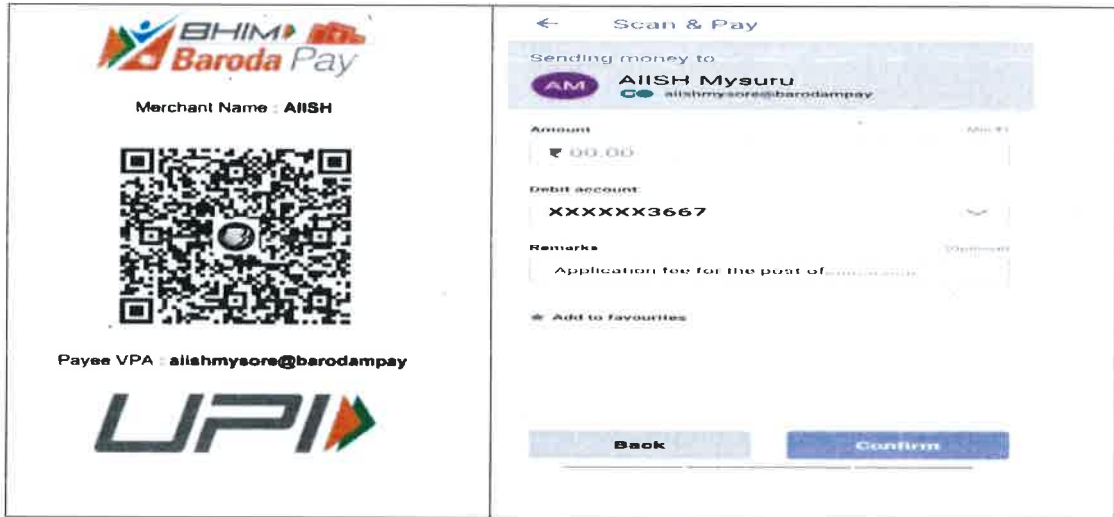 BHIM
Baroda Pay
Merchant Name : AIISH
Payee VPA : aiishmysore@barodampay
UPI
← Scan & Pay
Sending money to
AM
AIISH Mysuru
aiishmysore@barodampay
Amount
₹ 00.00
Debit account
XXXXXX3667
Remarks
(Optional)
Application fee for the post of..................
★ Add to favourites
Back
Confirm